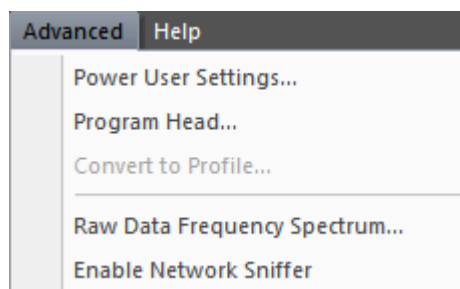 Advanced Help
Power User Settings...
Program Head...
Convert to Profile...
Raw Data Frequency Spectrum...
Enable Network Sniffer